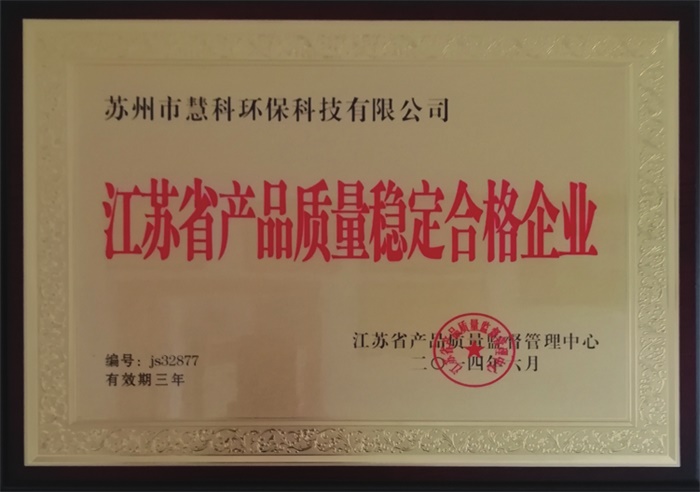 苏州市慧科环保科技有限公司
江苏省产品质量稳定合格企业
编号：js32877
有效期三年
江苏省产品质量监督管理中心
二〇一四年六月